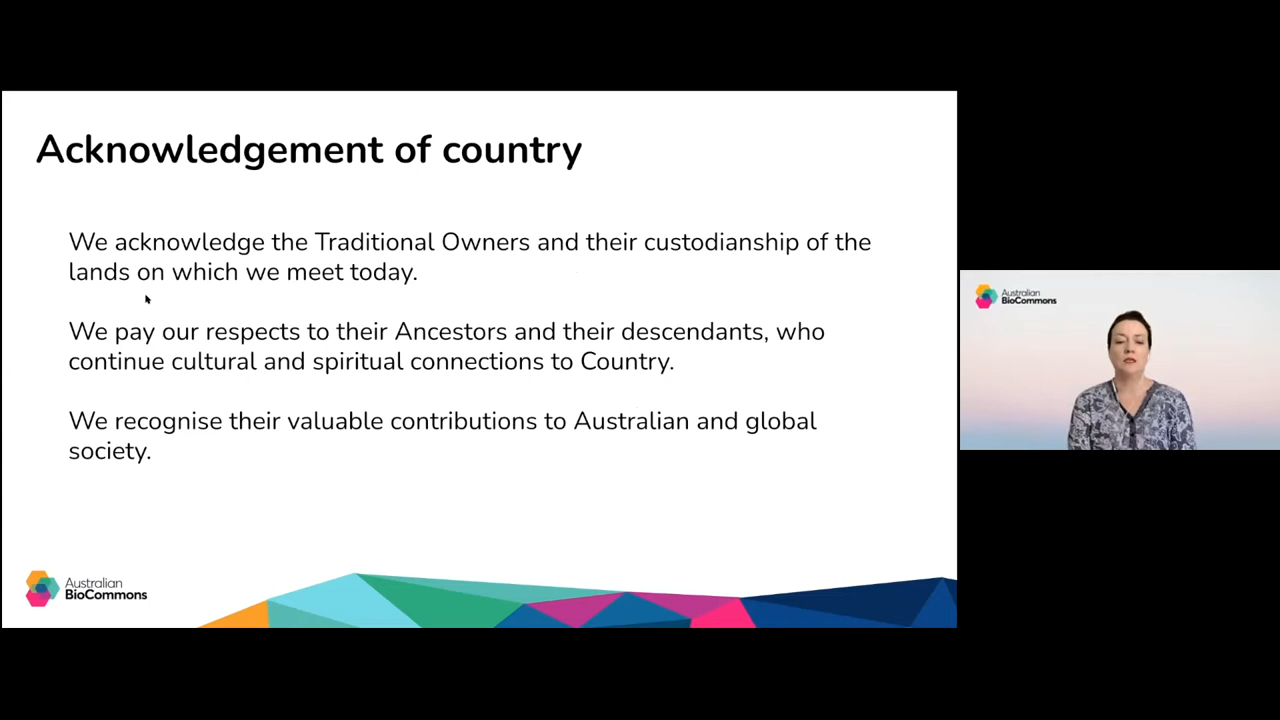 Acknowledgement of country
We acknowledge the Traditional Owners and their custodianship of the
lands on which we meet today.
We pay our respects to their Ancestors and their descendants, who
continue cultural and spiritual connections to Country.
We recognise their valuable contributions to Australian and global
society.
Australian
BioCommons
Australian
BioCommons